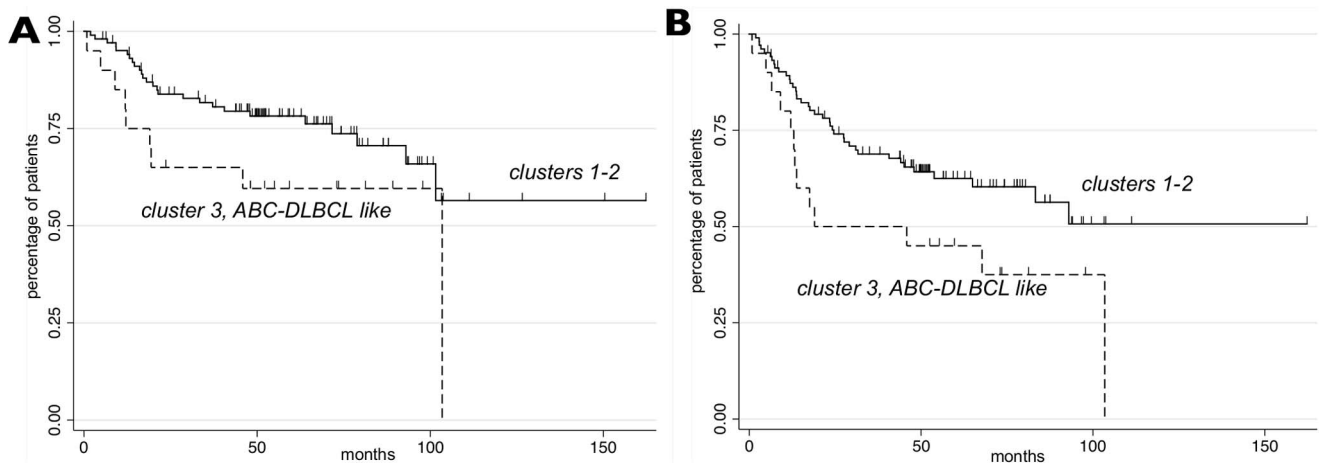 A
percentage of patients
1.00
0.75
0.50
0.25
0.00
clusters 1-2
cluster 3, ABC-DLBCL like
0
50
100
150
months
B
percentage of patients
1.00
0.75
0.50
0.25
0.00
clusters 1-2
cluster 3, ABC-DLBCL like
0
50
100
150
months